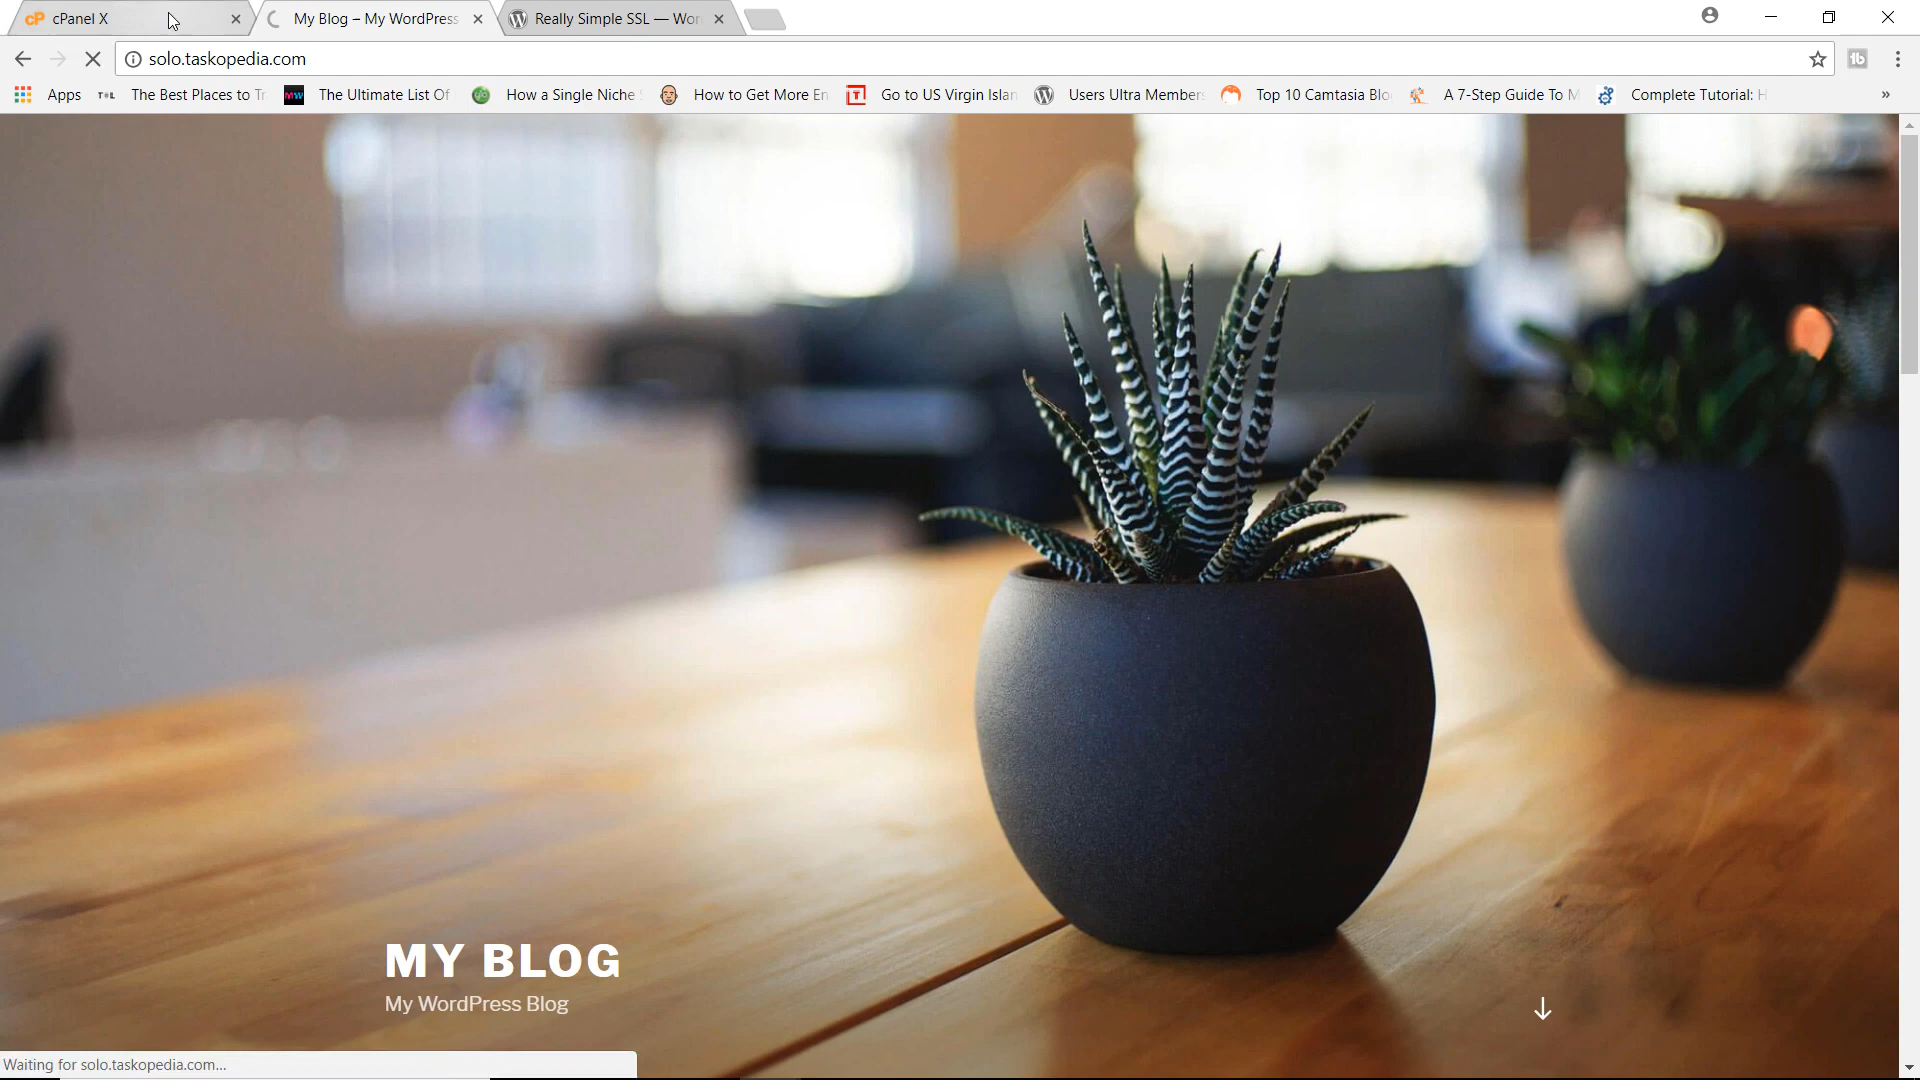 cP cPanel X
My Blog – My WordPress
Really Simple SSL — Wor
solo.taskopedia.com
Apps
T+L The Best Places to Tr
MW The Ultimate List Of
How a Single Niche
How to Get More En
T Go to US Virgin Islan
Users Ultra Members
Top 10 Camtasia Blo
A 7-Step Guide To M
Complete Tutorial: H
MY BLOG
My WordPress Blog
Waiting for solo.taskopedia.com...